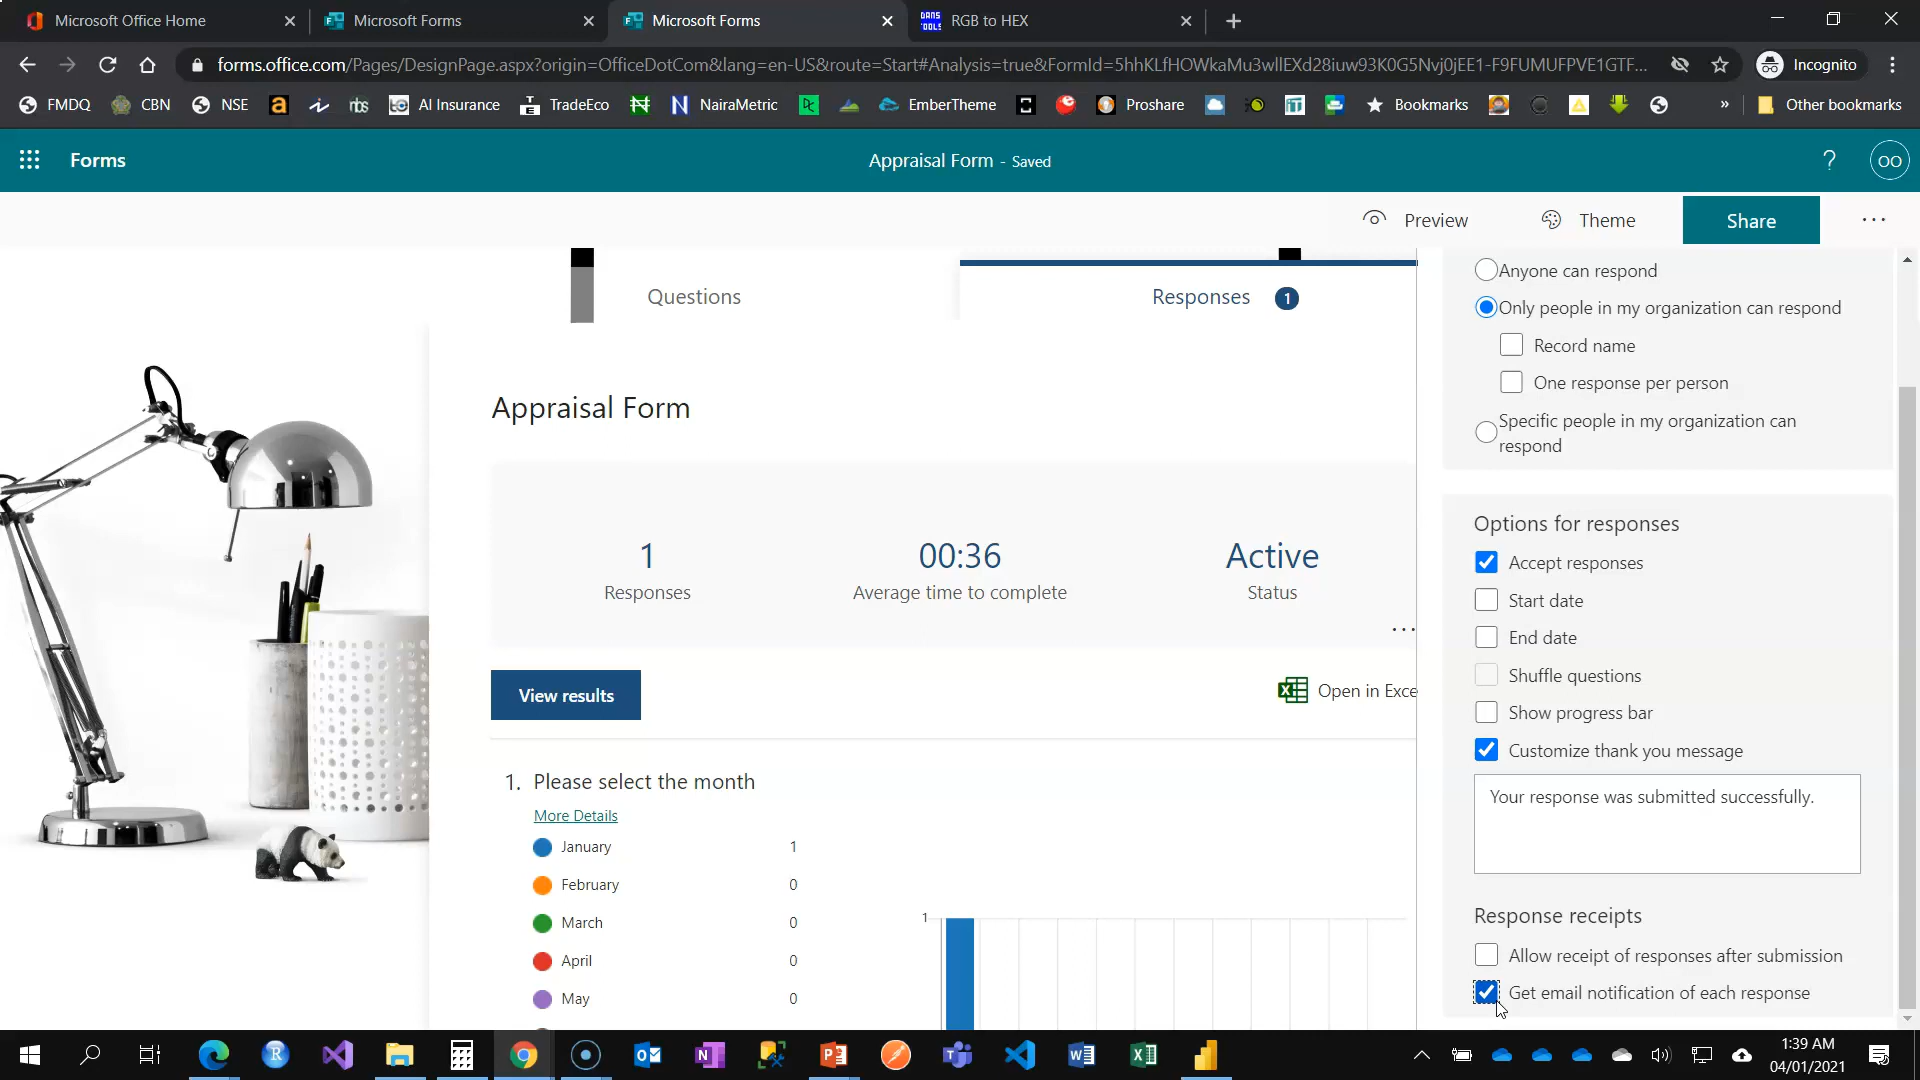 Microsoft Office Home
Microsoft Forms
Microsoft Forms
DANS TOOLS RGB to HEX
forms.office.com/Pages/DesignPage.aspx?origin=OfficeDotCom&lang=en-US&route=Start#Analysis=true&FormId=5hhKLfHOWkaMu3wllEXd28iuw93K0G5Nvj0jEE1-F9FUMUFPVE1GTF...
Incognito
FMDQ
CBN
NSE
AI Insurance
TradeEco
NairaMetric
EmberTheme
Proshare
Bookmarks
»
Other bookmarks
Forms
Appraisal Form - Saved
?
OO
Preview
Theme
Share
...
Questions
Responses 1
Appraisal Form
1
Responses
00:36
Average time to complete
Active
Status
...
View results
Open in Exce
1. Please select the month
More Details
January 1
February 0
March 0
April 0
May 0
1
Anyone can respond
Only people in my organization can respond
Record name
One response per person
Specific people in my organization can
respond
Options for responses
Accept responses
Start date
End date
Shuffle questions
Show progress bar
Customize thank you message
Your response was submitted successfully.
Response receipts
Allow receipt of responses after submission
Get email notification of each response
1:39 AM
04/01/2021